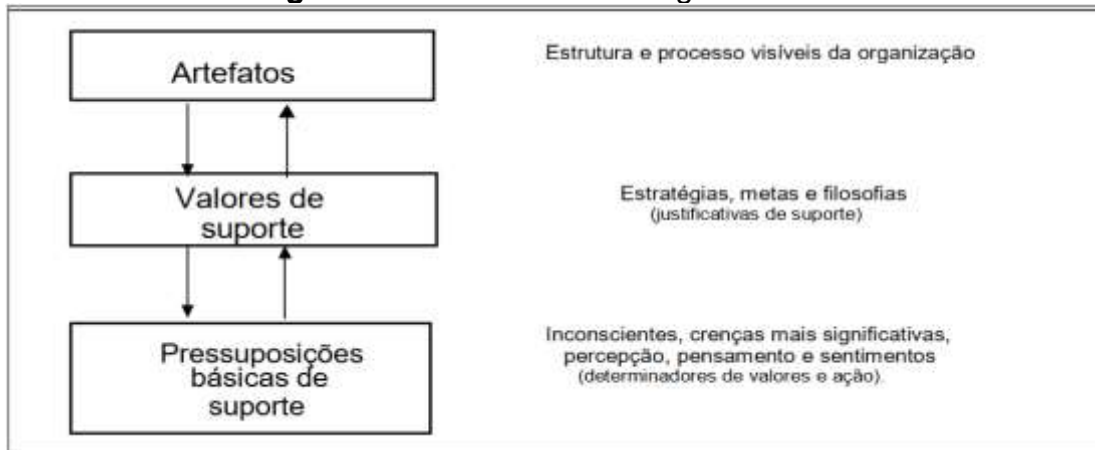 Artefatos
Estrutura e processo visíveis da organização
Valores de
suporte
Estratégias, metas e filosofias
(justificativas de suporte)
Pressuposições
básicas de
suporte
Inconscientes, crenças mais significativas,
percepção, pensamento e sentimentos
(determinadores de valores e ação).